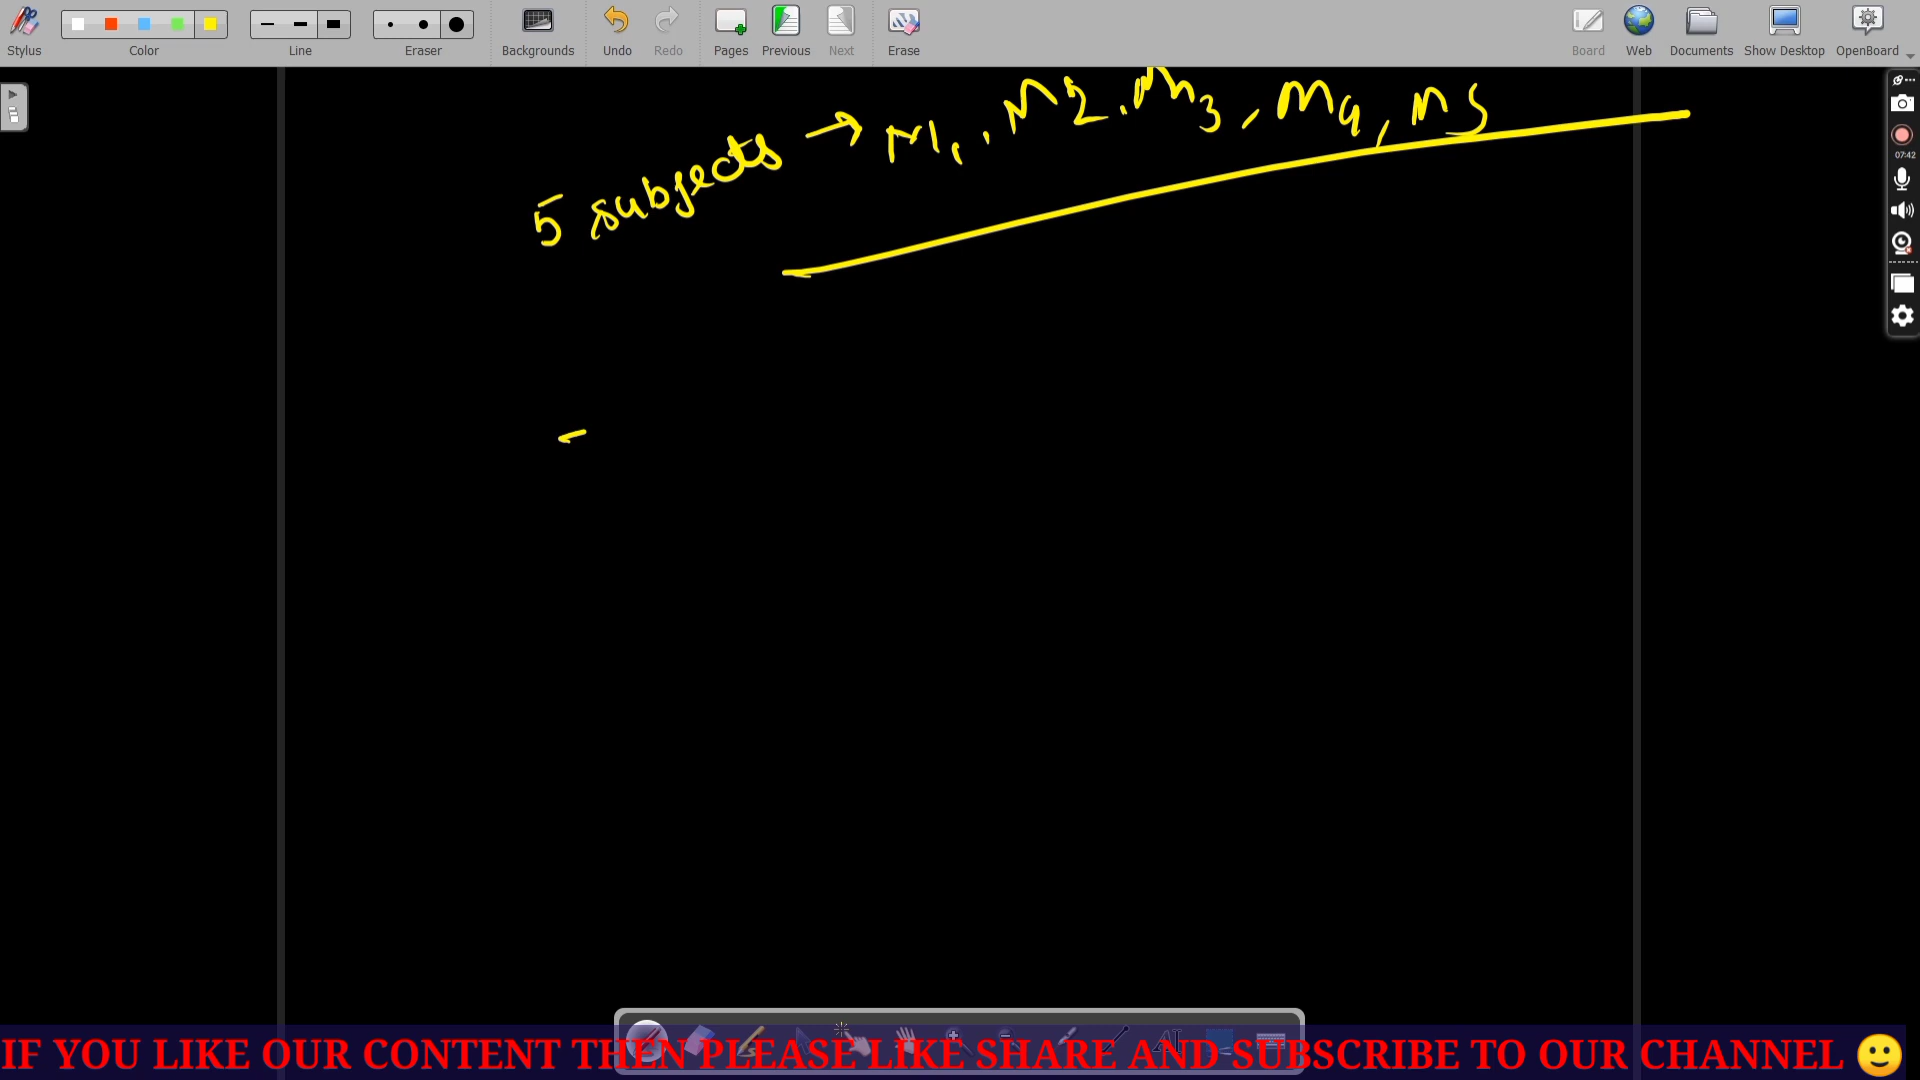 Stylus Color Line Eraser Backgrounds Undo Redo Pages Previous Next Erase Board Web Documents Show Desktop OpenBoard
07:42
5 subjects → M1, M2, M3, M4, M5
IF YOU LIKE OUR CONTENT THEN PLEASE LIKE SHARE AND SUBSCRIBE TO OUR CHANNEL 🙂